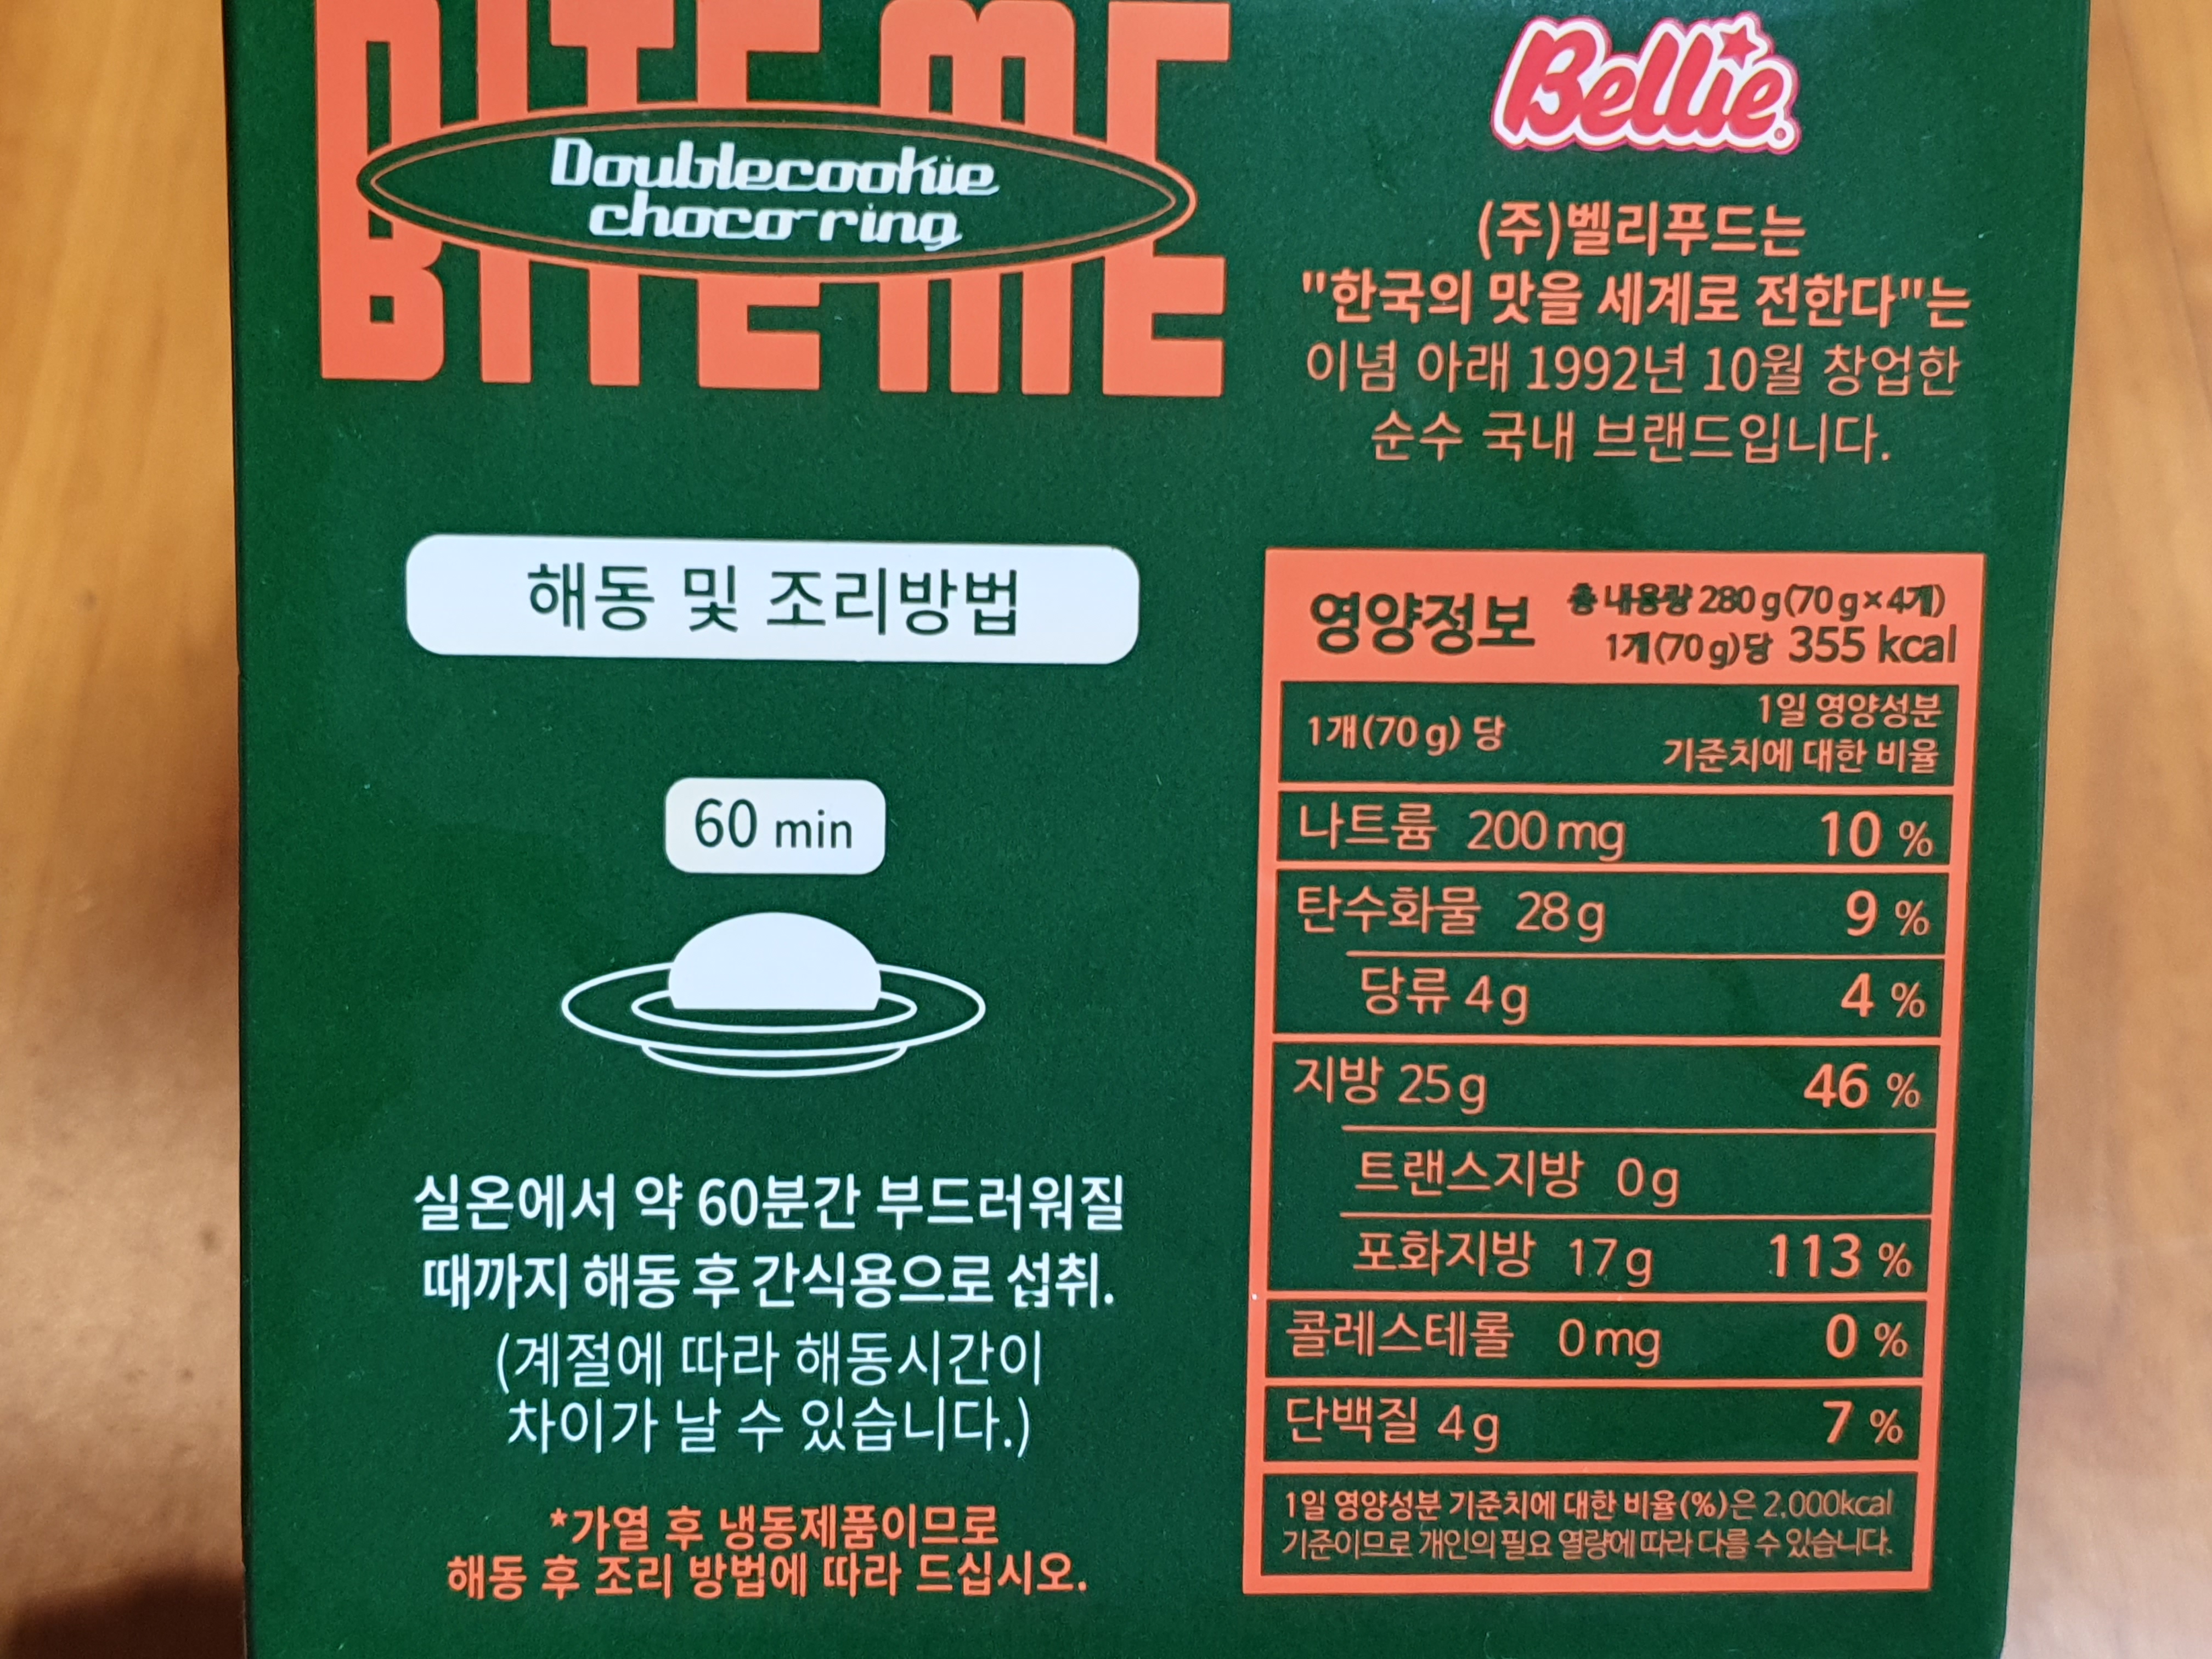 BITE ME
Doublecookie
choco ring
해동 및 조리방법
60 min
실온에서 약 60분간 부드러워질
때까지 해동 후 간식용으로 섭취.
(계절에 따라 해동시간이
차이가 날 수 있습니다.)
*가열 후 냉동제품이므로
해동 후 조리 방법에 따라 드십시오.
Bellie
(주)벨리푸드는
"한국의 맛을 세계로 전한다"는
이념 아래 1992년 10월 창업한
순수 국내 브랜드입니다.
영양정보 총 내용량 280 g(70 g×4개)
1개(70 g)당 355 kcal
1개(70 g) 당 1일 영양성분
기준치에 대한 비율
나트륨 200 mg 10 %
탄수화물 28 g 9 %
당류 4 g 4 %
지방 25 g 46 %
트랜스지방 0 g
포화지방 17 g 113 %
콜레스테롤 0 mg 0 %
단백질 4 g 7 %
1일 영양성분 기준치에 대한 비율(%)은 2,000kcal
기준이므로 개인의 필요 열량에 따라 다를 수 있습니다.